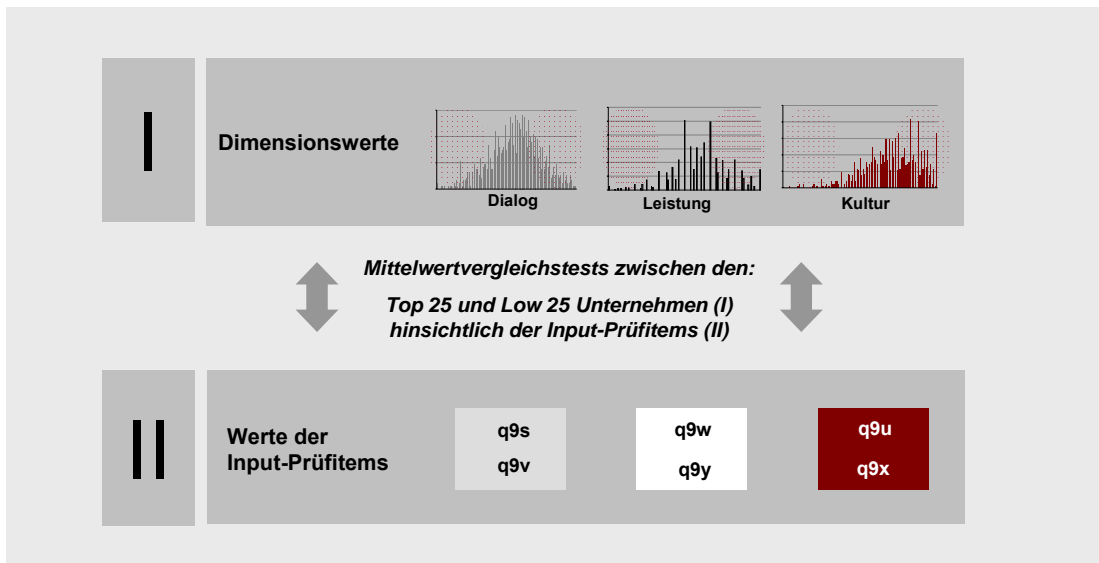 I
Dimensionswerte
Dialog
Leistung
Kultur
Mittelwertvergleichstests zwischen den:
Top 25 und Low 25 Unternehmen (I)
hinsichtlich der Input-Prüfitems (II)
II
Werte der
Input-Prüfitems
q9s
q9v
q9w
q9y
q9u
q9x